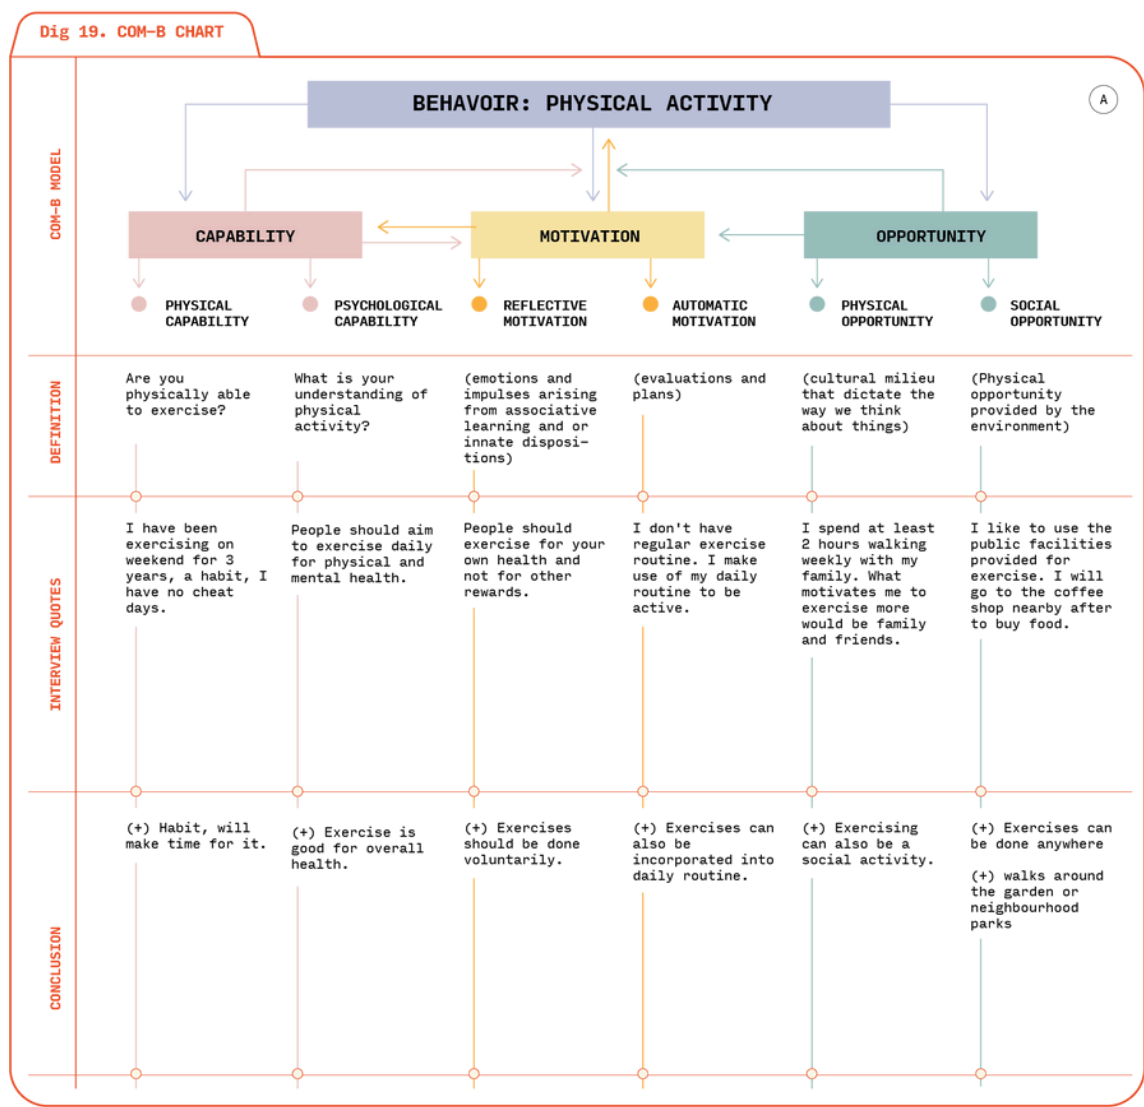 Dig 19. COM-B CHART
A
COM-B MODEL
BEHAVOIR: PHYSICAL ACTIVITY
CAPABILITY
MOTIVATION
OPPORTUNITY
PHYSICAL
CAPABILITY
PSYCHOLOGICAL
CAPABILITY
REFLECTIVE
MOTIVATION
AUTOMATIC
MOTIVATION
PHYSICAL
OPPORTUNITY
SOCIAL
OPPORTUNITY
DEFINITION
Are you
physically able
to exercise?
What is your
understanding of
physical
activity?
(emotions and
impulses arising
from associative
learning and or
innate disposi-
tions)
(evaluations and
plans)
(cultural milieu
that dictate the
way we think
about things)
(Physical
opportunity
provided by the
environment)
INTERVIEW QUOTES
I have been
exercising on
weekend for 3
years, a habit, I
have no cheat
days.
People should aim
to exercise daily
for physical and
mental health.
People should
exercise for your
own health and
not for other
rewards.
I don't have
regular exercise
routine. I make
use of my daily
routine to be
active.
I spend at least
2 hours walking
weekly with my
family. What
motivates me to
exercise more
would be family
and friends.
I like to use the
public facilities
provided for
exercise. I will
go to the coffee
shop nearby after
to buy food.
CONCLUSION
(+) Habit, will
make time for it.
(+) Exercise is
good for overall
health.
(+) Exercises
should be done
voluntarily.
(+) Exercises can
also be
incorporated into
daily routine.
(+) Exercising
can also be a
social activity.
(+) Exercises can
be done anywhere
(+) walks around
the garden or
neighbourhood
parks